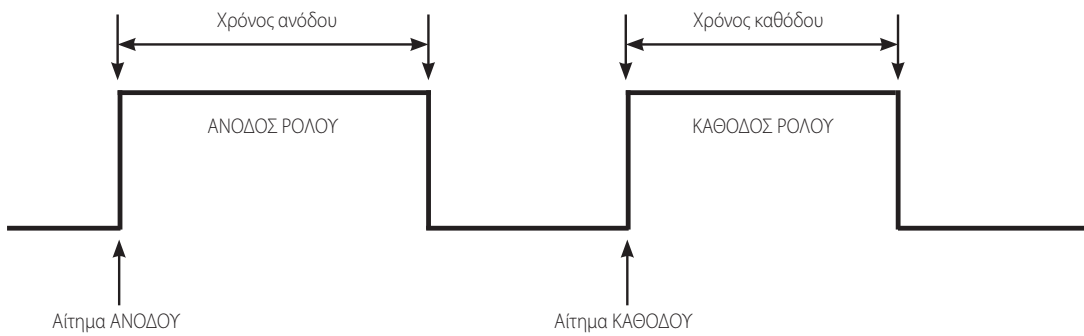 Χρόνος ανόδου
Χρόνος καθόδου
ΑΝΟΔΟΣ ΡΟΛΟΥ
ΚΑΘΟΔΟΣ ΡΟΛΟΥ
Αίτημα ΑΝΟΔΟΥ
Αίτημα ΚΑΘΟΔΟΥ